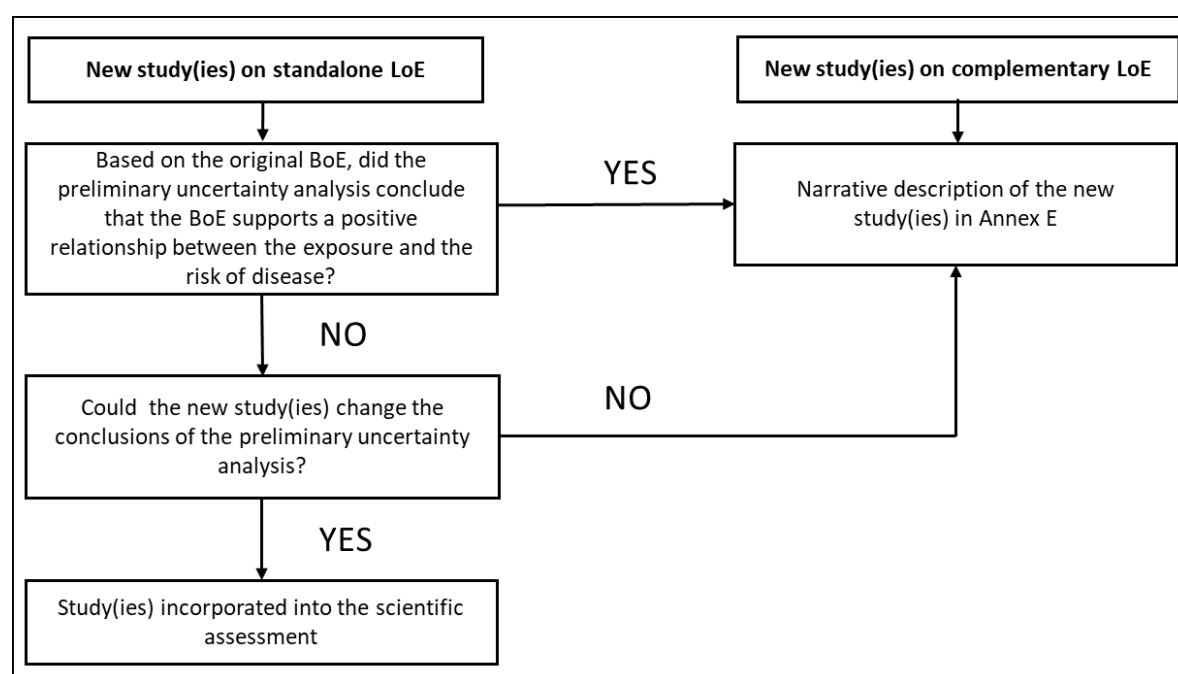 New study(ies) on standalone LoE
New study(ies) on complementary LoE
Based on the original BoE, did the
preliminary uncertainty analysis conclude
that the BoE supports a positive
relationship between the exposure and the
risk of disease?
YES
Narrative description of the new
study(ies) in Annex E
NO
Could  the new study(ies) change the
conclusions of the preliminary uncertainty
analysis?
NO
YES
Study(ies) incorporated into the scientific
assessment